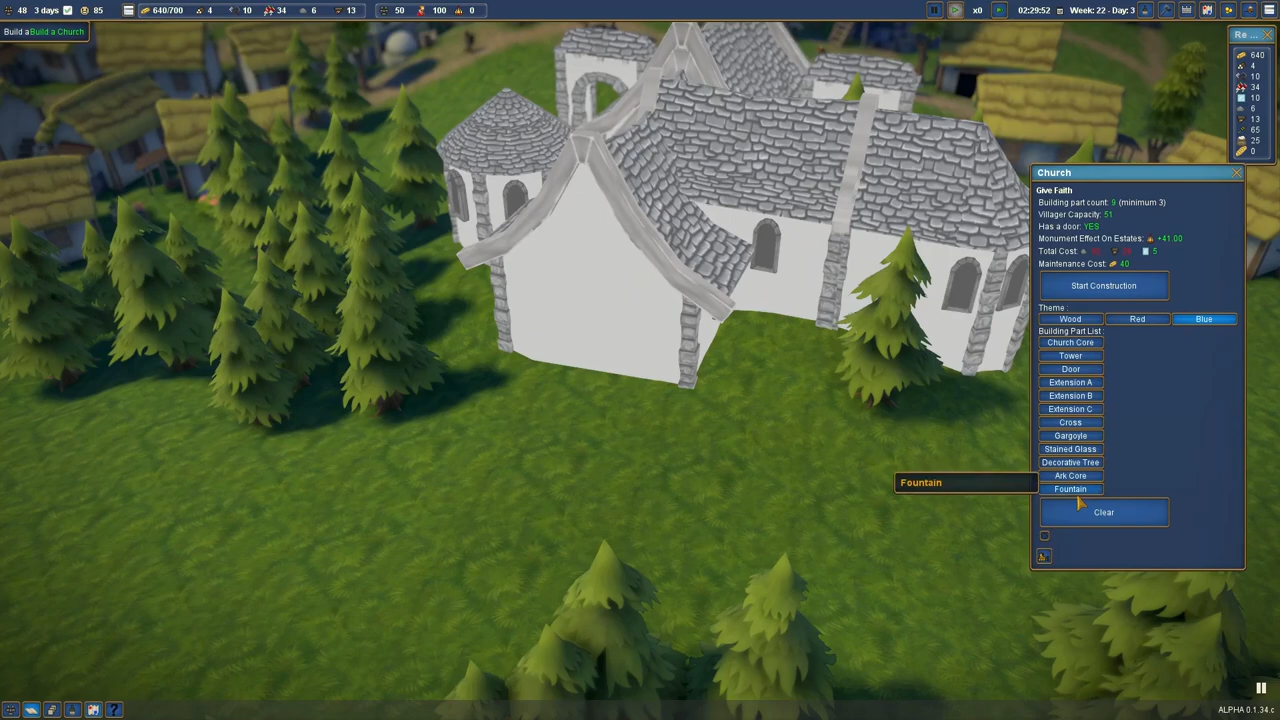 48 3 days 85 640/700 4 10 34 6 13 50 100 0 x0 02:29:52 Week: 22 - Day: 3
Build aBuild a Church
Re ...
640
4
10
34
10
6
13
65
25
0
Church
Give Faith
Building part count: 9 (minimum 3)
Villager Capacity: 51
Has a door: YES
Monument Effect On Estates: +41.00
Total Cost: 5
Maintenance Cost: 40
Start Construction
Theme :
Wood Red Blue
Building Part List :
Church Core
Tower
Door
Extension A
Extension B
Extension C
Cross
Gargoyle
Stained Glass
Decorative Tree
Ark Core
Fountain
Fountain
Clear
ALPHA 0.1.34.c